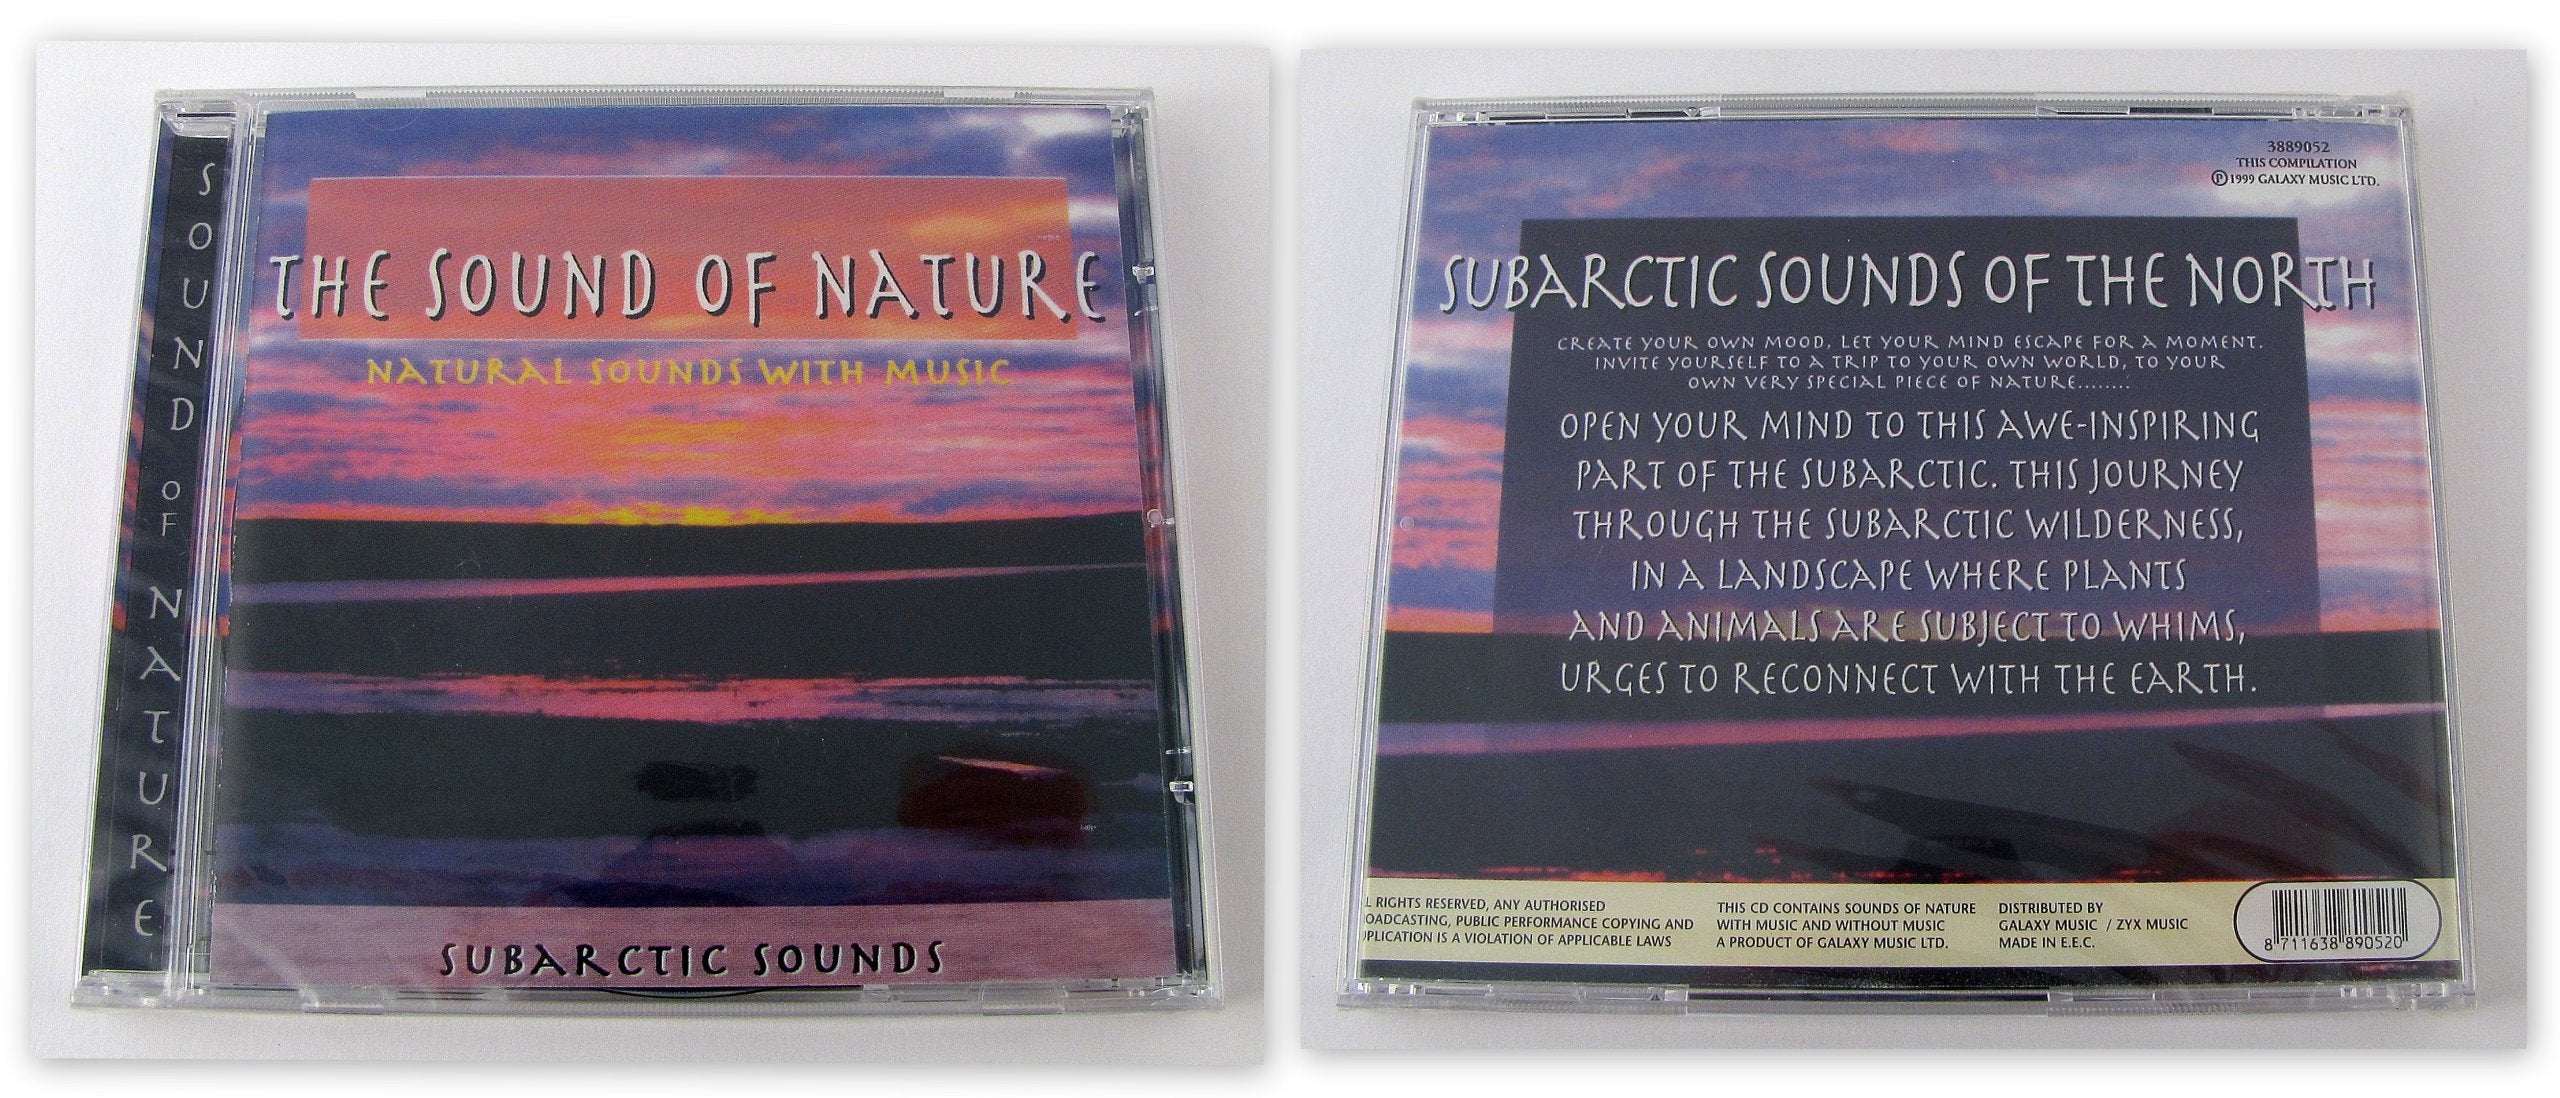 SOUND OF NATURE
THE SOUND OF NATURE
NATURAL SOUNDS WITH MUSIC
SUBARCTIC SOUNDS
3889052
THIS COMPILATION
Ⓟ 1999 GALAXY MUSIC LTD.
SUBARCTIC SOUNDS OF THE NORTH
CREATE YOUR OWN MOOD, LET YOUR MIND ESCAPE FOR A MOMENT.
INVITE YOURSELF TO A TRIP TO YOUR OWN WORLD, TO YOUR
OWN VERY SPECIAL PIECE OF NATURE........
OPEN YOUR MIND TO THIS AWE-INSPIRING
PART OF THE SUBARCTIC. THIS JOURNEY
THROUGH THE SUBARCTIC WILDERNESS,
IN A LANDSCAPE WHERE PLANTS
AND ANIMALS ARE SUBJECT TO WHIMS,
URGES TO RECONNECT WITH THE EARTH.
RIGHTS RESERVED, ANY AUTHORISED
PUBLIC PERFORMANCE COPYING AND
IS A VIOLATION OF APPLICABLE LAWS
THIS CD CONTAINS SOUNDS OF NATURE
WITH MUSIC AND WITHOUT MUSIC
A PRODUCT OF GALAXY MUSIC LTD.
DISTRIBUTED BY
GALAXY MUSIC / ZYX MUSIC
MADE IN E.E.C.
8 711638 890520